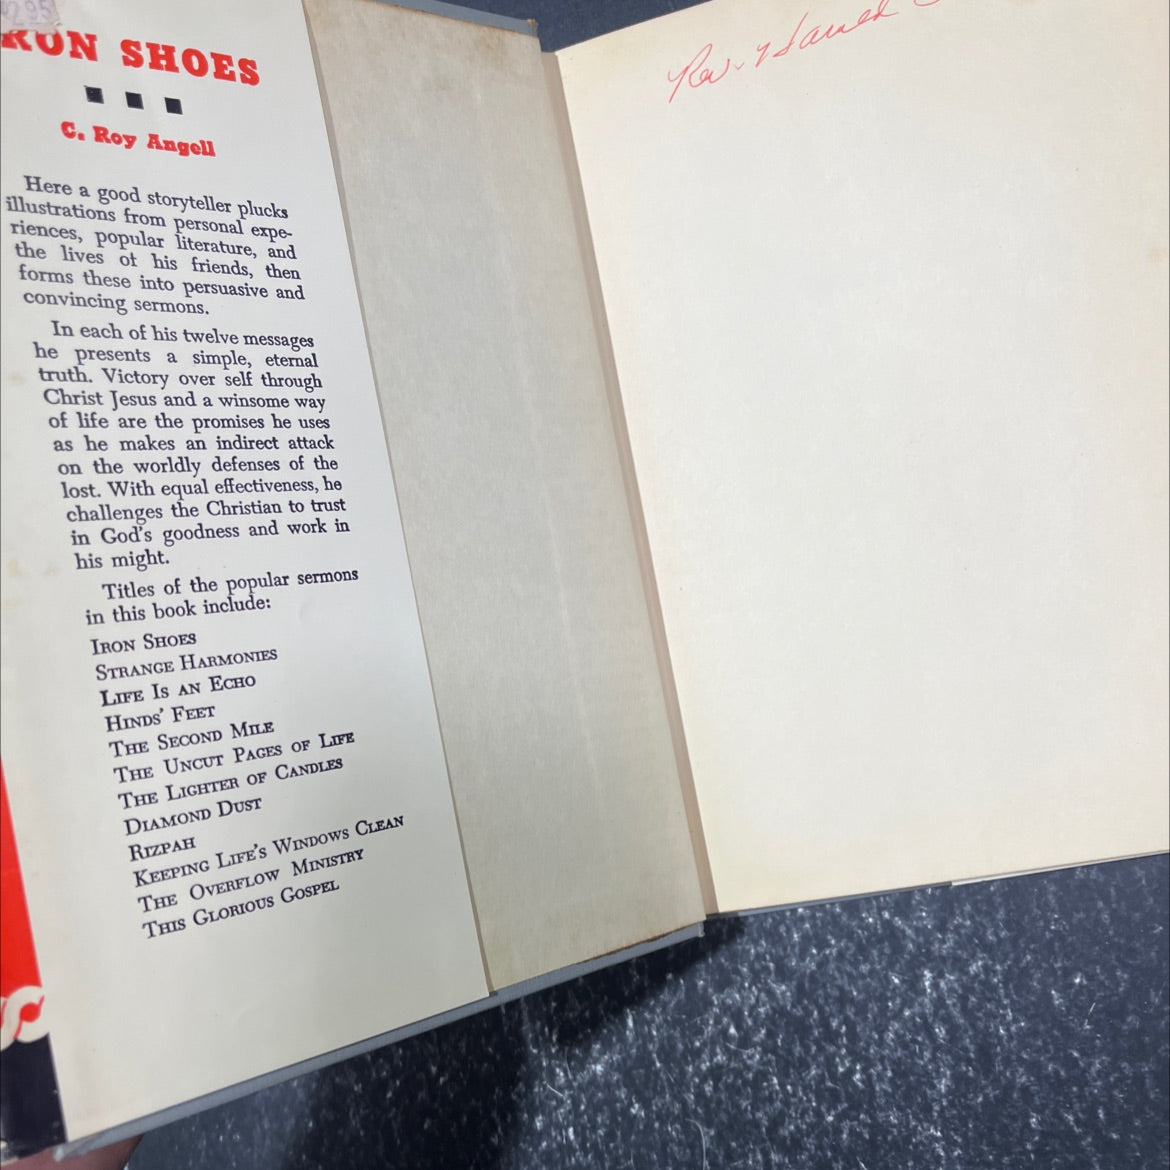 295
IRON SHOES
C. Roy Angell
Here a good storyteller plucks
illustrations from personal expe-
riences, popular literature, and
the lives of his friends, then
forms these into persuasive and
convincing sermons.
In each of his twelve messages
he presents a simple, eternal
truth. Victory over self through
Christ Jesus and a winsome way
of life are the promises he uses
as he makes an indirect attack
on the worldly defenses of the
lost. With equal effectiveness, he
challenges the Christian to trust
in God's goodness and work in
his might.
Titles of the popular sermons
in this book include:
IRON SHOES
STRANGE HARMONIES
LIFE IS AN ECHO
HINDS' FEET
THE SECOND MILE
THE UNCUT PAGES OF LIFE
THE LIGHTER OF CANDLES
DIAMOND DUST
RIZPAH
KEEPING LIFE'S WINDOWS CLEAN
THE OVERFLOW MINISTRY
THIS GLORIOUS GOSPEL
Rev.